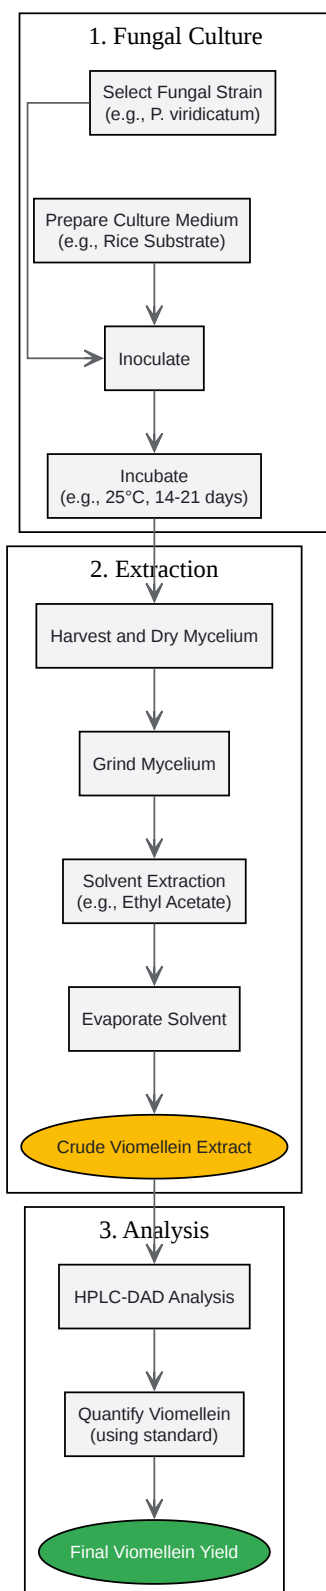 1. Fungal Culture
Select Fungal Strain
(e.g., P. viridicatum)
Prepare Culture Medium
(e.g., Rice Substrate)
Inoculate
Incubate
(e.g., 25°C, 14-21 days)
2. Extraction
Harvest and Dry Mycelium
Grind Mycelium
Solvent Extraction
(e.g., Ethyl Acetate)
Evaporate Solvent
Crude Viomellein Extract
3. Analysis
HPLC-DAD Analysis
Quantify Viomellein
(using standard)
Final Viomellein Yield